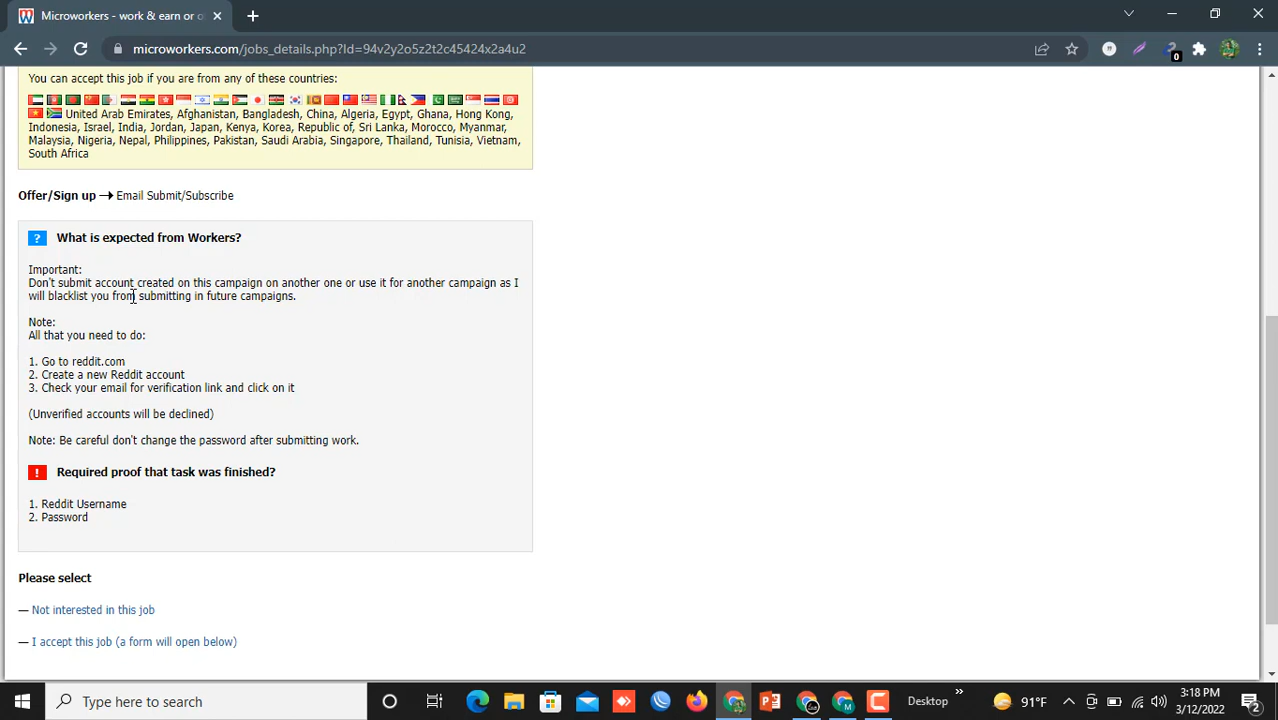 Microworkers - work & earn or o
microworkers.com/jobs_details.php?Id=94v2y2o5z2t2c45424x2a4u2
0
You can accept this job if you are from any of these countries:
United Arab Emirates, Afghanistan, Bangladesh, China, Algeria, Egypt, Ghana, Hong Kong,
Indonesia, Israel, India, Jordan, Japan, Kenya, Korea, Republic of, Sri Lanka, Morocco, Myanmar,
Malaysia, Nigeria, Nepal, Philippines, Pakistan, Saudi Arabia, Singapore, Thailand, Tunisia, Vietnam,
South Africa
Offer/Sign up → Email Submit/Subscribe
? What is expected from Workers?
Important:
Don't submit account created on this campaign on another one or use it for another campaign as I
will blacklist you from submitting in future campaigns.
Note:
All that you need to do:
1. Go to reddit.com
2. Create a new Reddit account
3. Check your email for verification link and click on it
(Unverified accounts will be declined)
Note: Be careful don't change the password after submitting work.
! Required proof that task was finished?
1. Reddit Username
2. Password
Please select
— Not interested in this job
— I accept this job (a form will open below)
Type here to search
Desktop
»
91°F
3:18 PM
3/12/2022
2